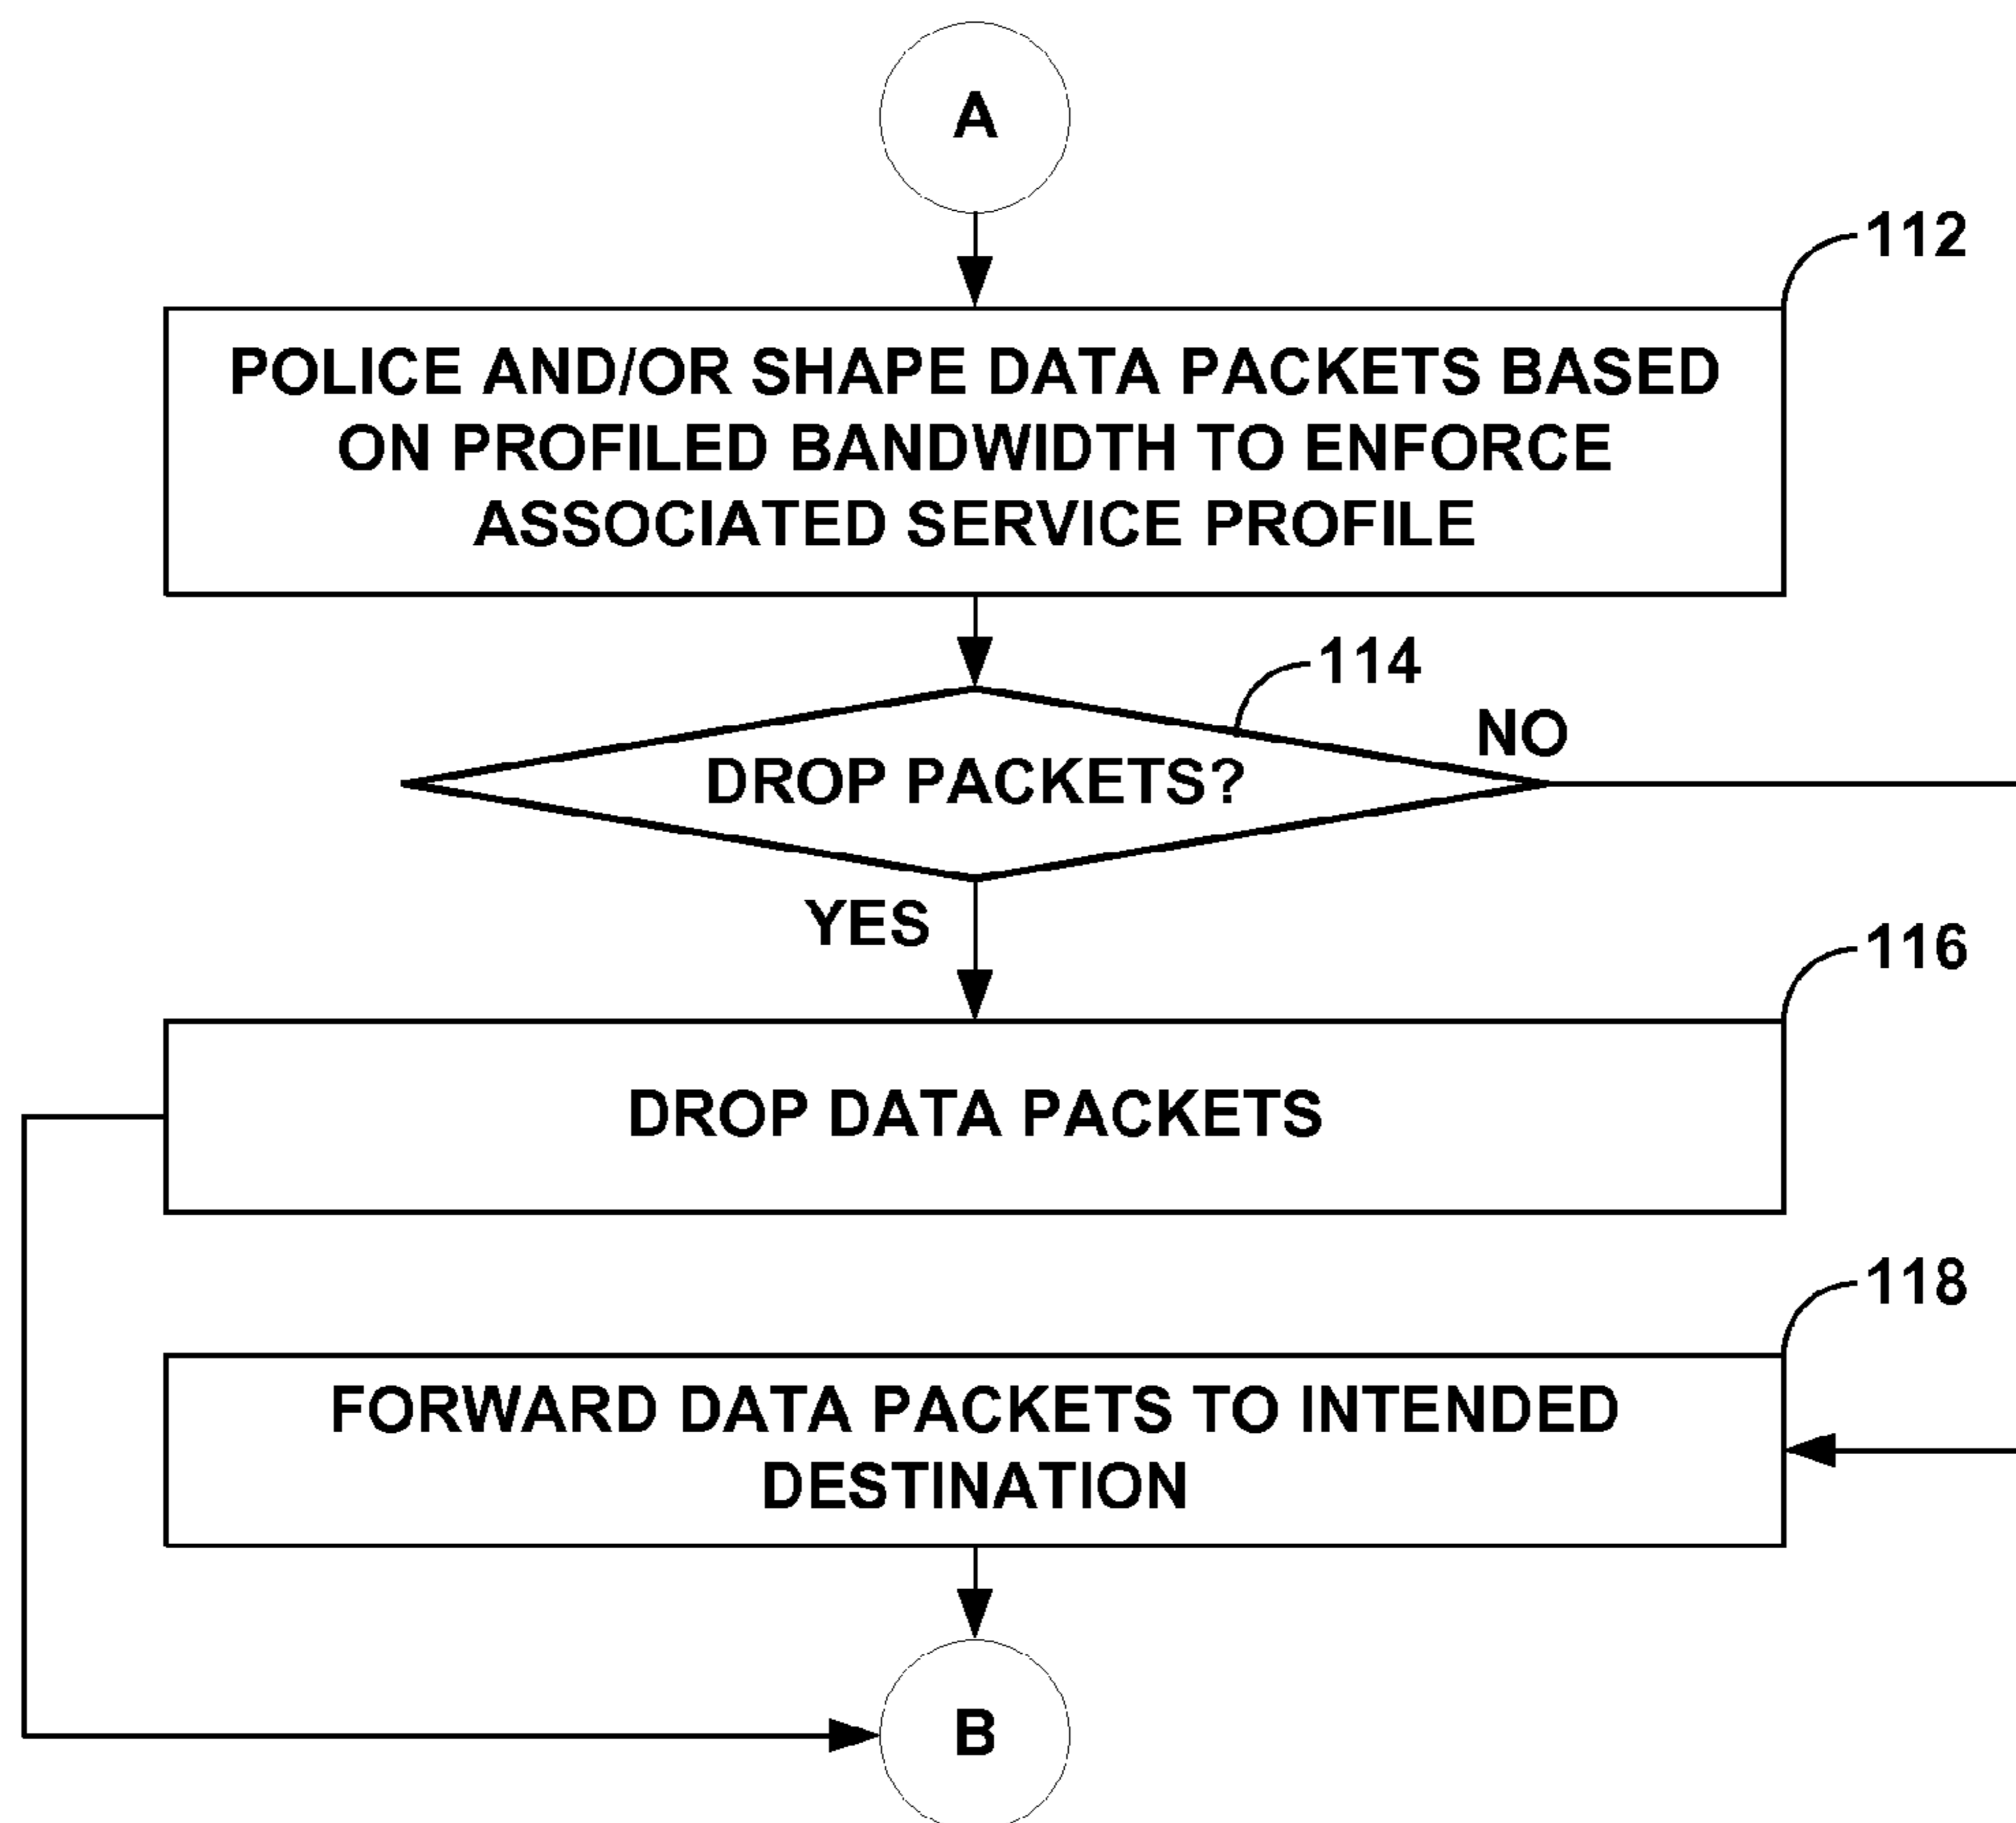 A
112
POLICE AND/OR SHAPE DATA PACKETS BASED
ON PROFILED BANDWIDTH TO ENFORCE
ASSOCIATED SERVICE PROFILE
114
NO
DROP PACKETS?
YES
116
DROP DATA PACKETS
118
FORWARD DATA PACKETS TO INTENDED
DESTINATION
B